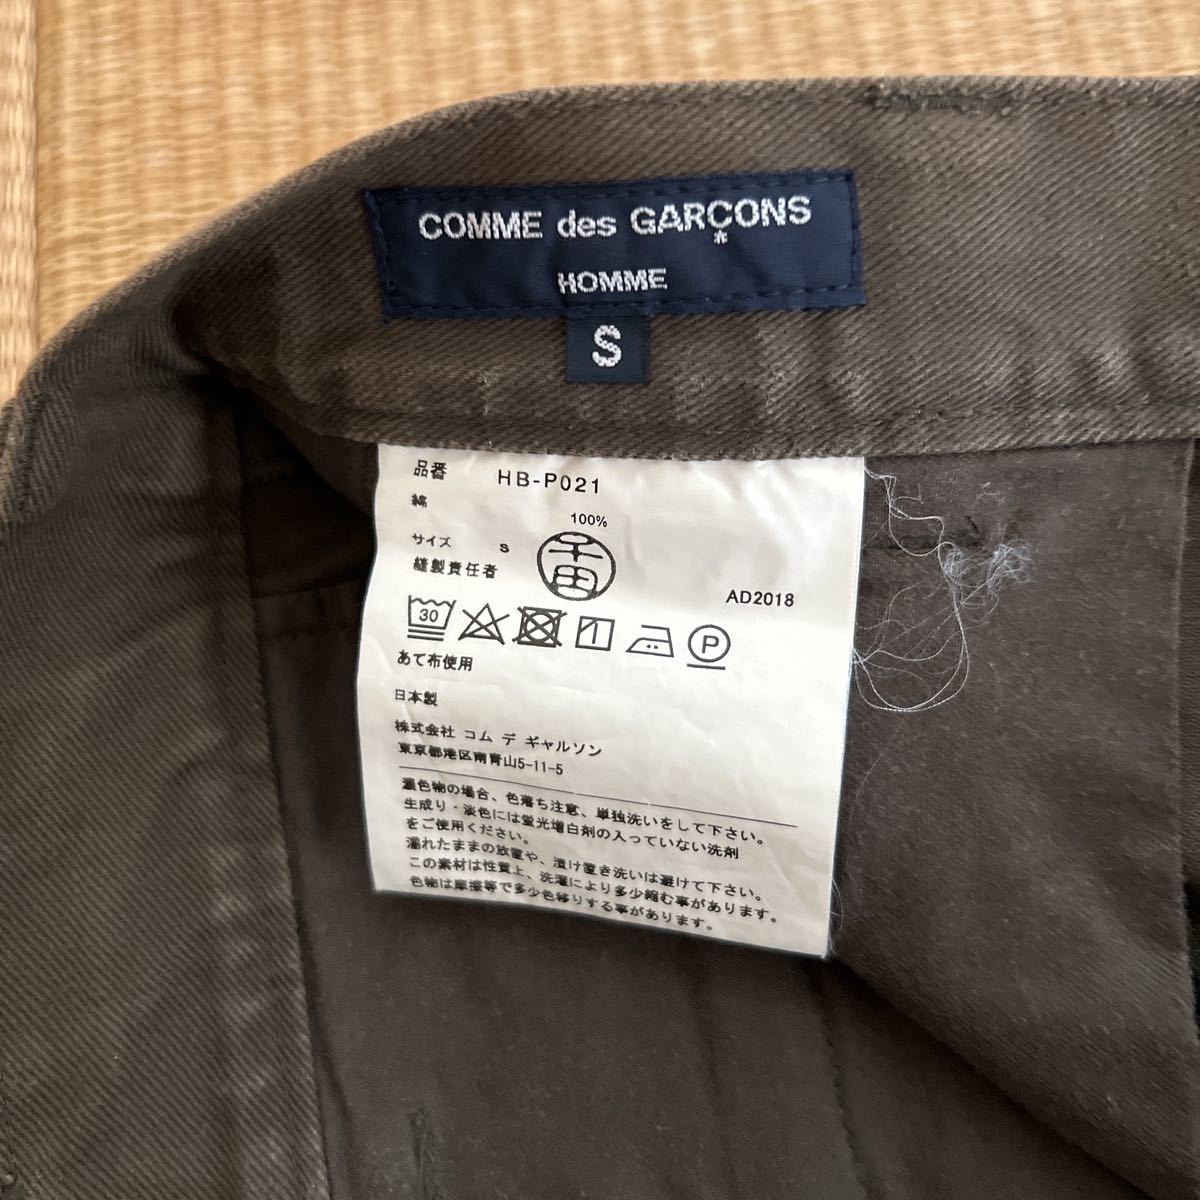 COMME des GARÇONS
*
HOMME
S
品番 HB-P021
綿
100%
サイズ S
縫製責任者 千田
AD2018
30
P
あて布使用
日本製
株式会社 コム デ ギャルソン
東京都港区南青山5-11-5
濃色物の場合、色落ち注意、単独洗いをして下さい。
生成り・淡色には蛍光増白剤の入っていない洗剤
をご使用ください。
濡れたままの放置や、漬け置き洗いは避けて下さい。
この素材は性質上、洗濯により多少縮む事があります。
色物は摩擦等で多少色移りする事があります。